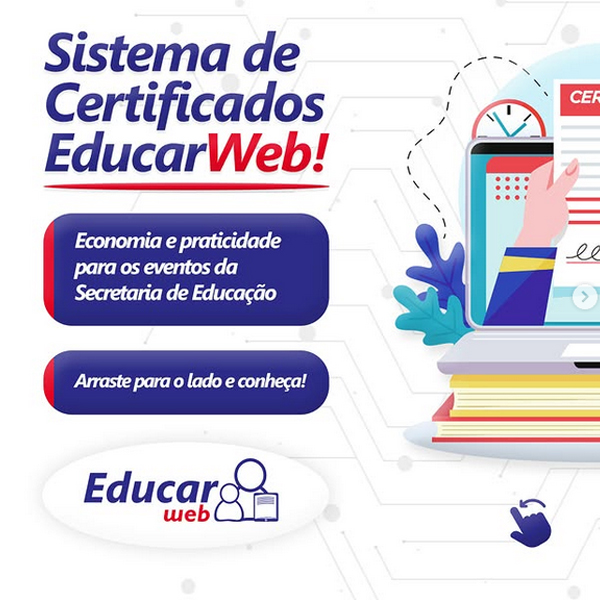 Sistema de
Certificados
EducarWeb!
Economia e praticidade
para os eventos da
Secretaria de Educação
Arraste para o lado e conheça!
Educar
web
CER